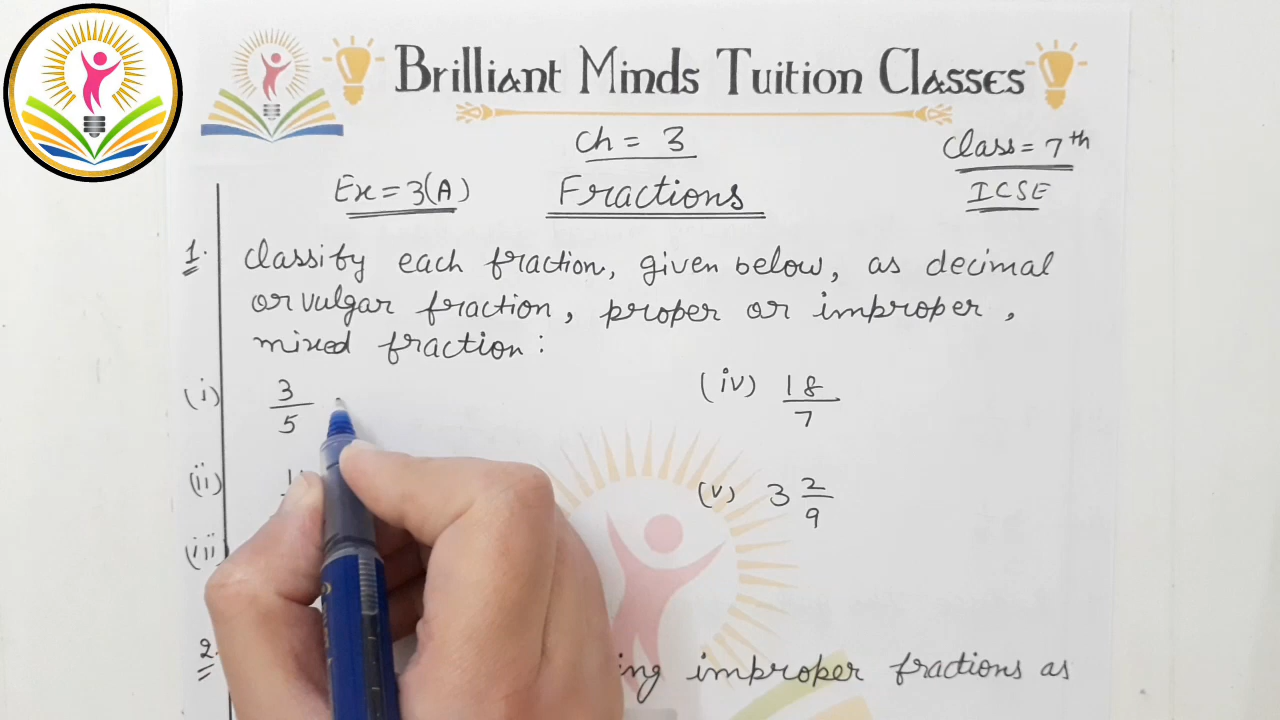 Brilliant Minds Tuition Classes
Ch = 3
Class = 7th
Ex = 3(A)
Fractions
ICSE
1. Classify each fraction, given below, as decimal
or vulgar fraction, proper or improper,
mixed fraction:
(i) 3/5
(iv) 18/7
(ii)
(v) 3 2/9
(iii
2.
improper fractions as